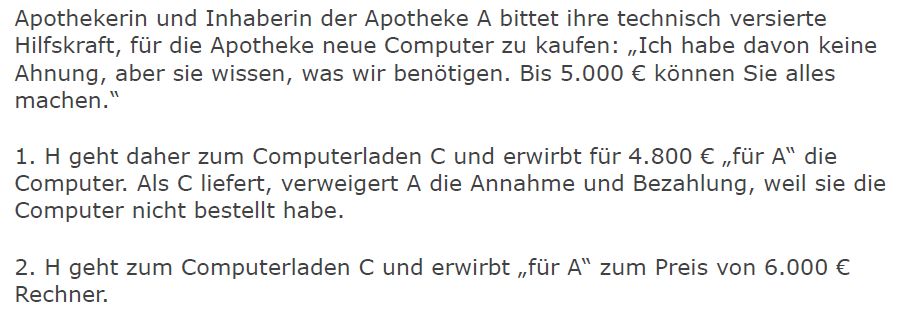 Apothekerin und Inhaberin der Apotheke A bittet ihre technisch versierte
Hilfskraft, für die Apotheke neue Computer zu kaufen: „Ich habe davon keine
Ahnung, aber sie wissen, was wir benötigen. Bis 5.000 € können Sie alles
machen.“
1. H geht daher zum Computerladen C und erwirbt für 4.800 € „für A“ die
Computer. Als C liefert, verweigert A die Annahme und Bezahlung, weil sie die
Computer nicht bestellt habe.
2. H geht zum Computerladen C und erwirbt „für A“ zum Preis von 6.000 €
Rechner.